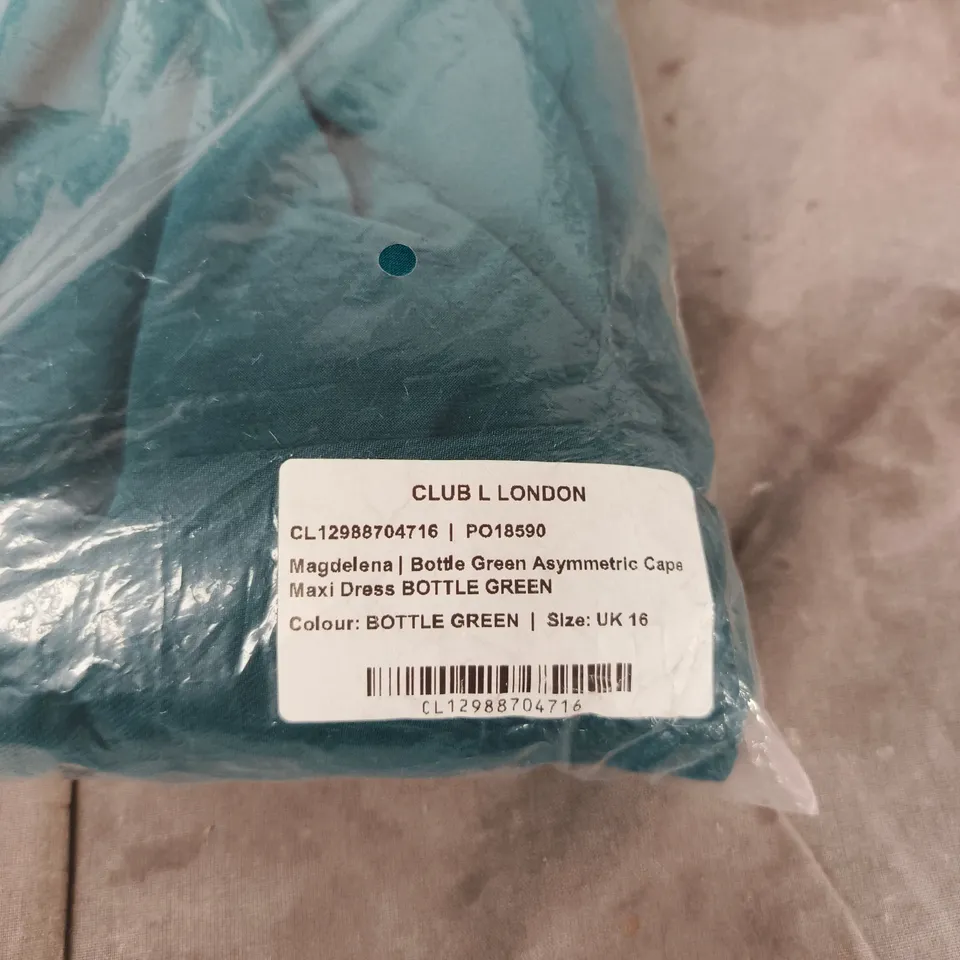 CLUB L LONDON
CL12988704716 | PO18590
Magdelena | Bottle Green Asymmetric Cape
Maxi Dress BOTTLE GREEN
Colour: BOTTLE GREEN | Size: UK 16
CL12988704716